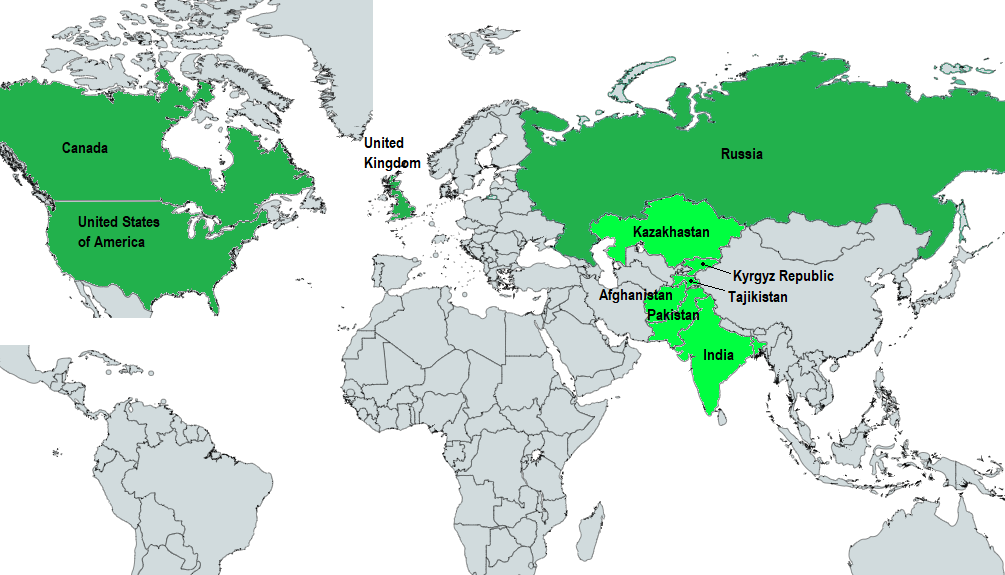 Canada
United States
of America
United
Kingdom
Russia
Kazakhastan
Kyrgyz Republic
Tajikistan
Afghanistan
Pakistan
India